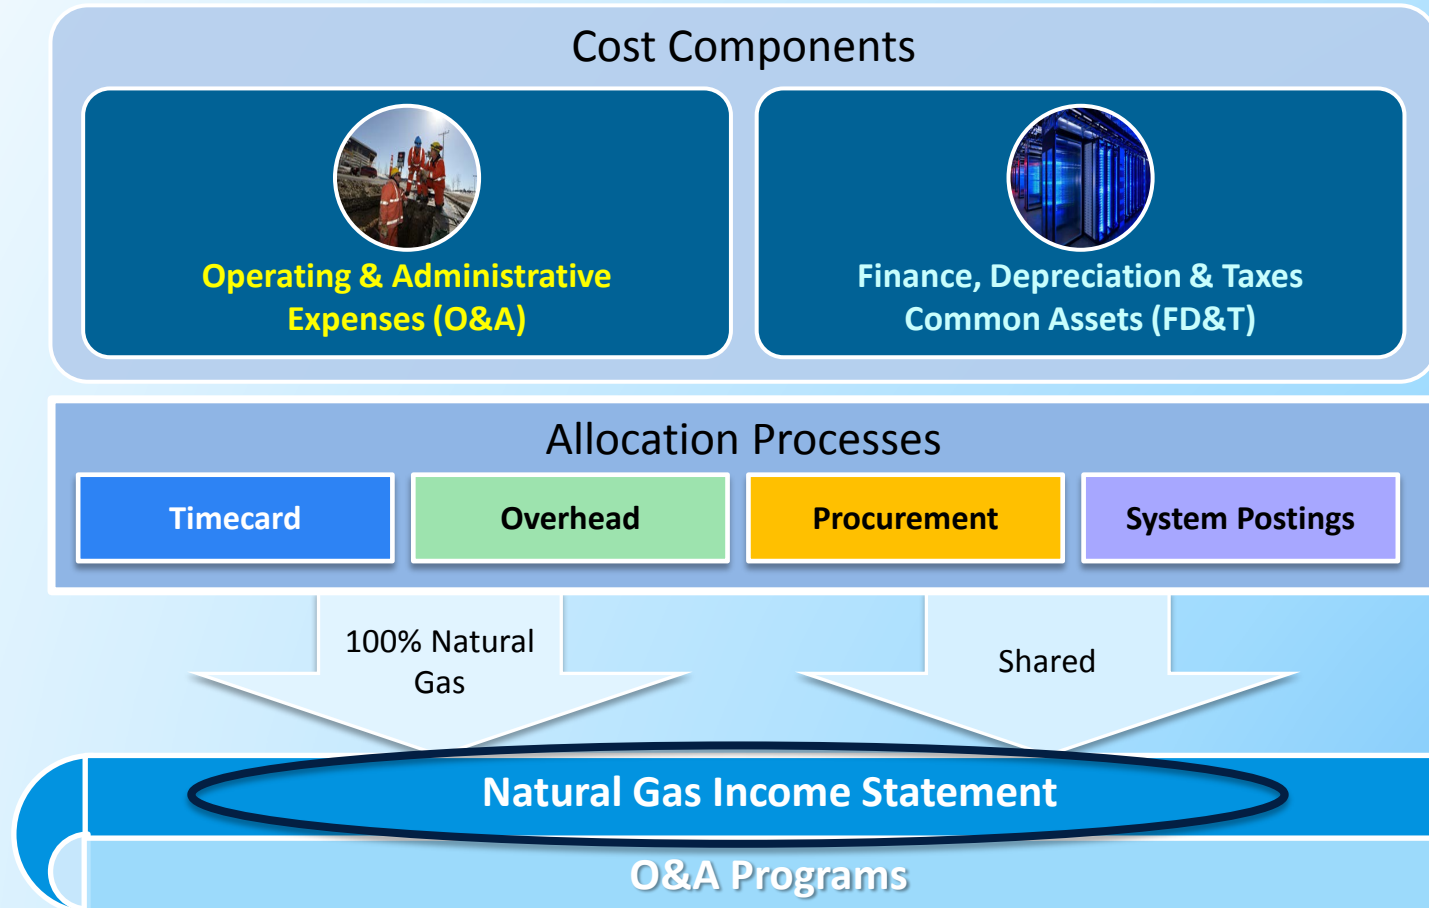 Cost Components
Operating & Administrative
Expenses (O&A)
Finance, Depreciation & Taxes
Common Assets (FD&T)
Allocation Processes
Timecard
Overhead
Procurement
System Postings
100% Natural
Gas
Shared
Natural Gas Income Statement
O&A Programs